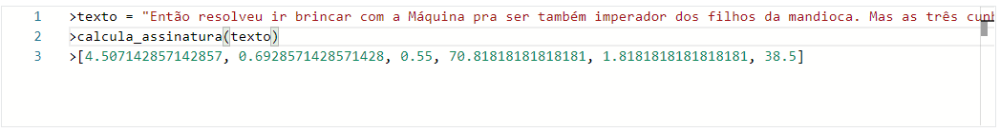 1 >texto = "Então resolveu ir brincar com a Máquina pra ser também imperador dos filhos da mandioca. Mas as três cunh
2 >calcula_assinatura(texto)
3 >[4.507142857142857, 0.6928571428571428, 0.55, 70.81818181818181, 1.8181818181818181, 38.5]